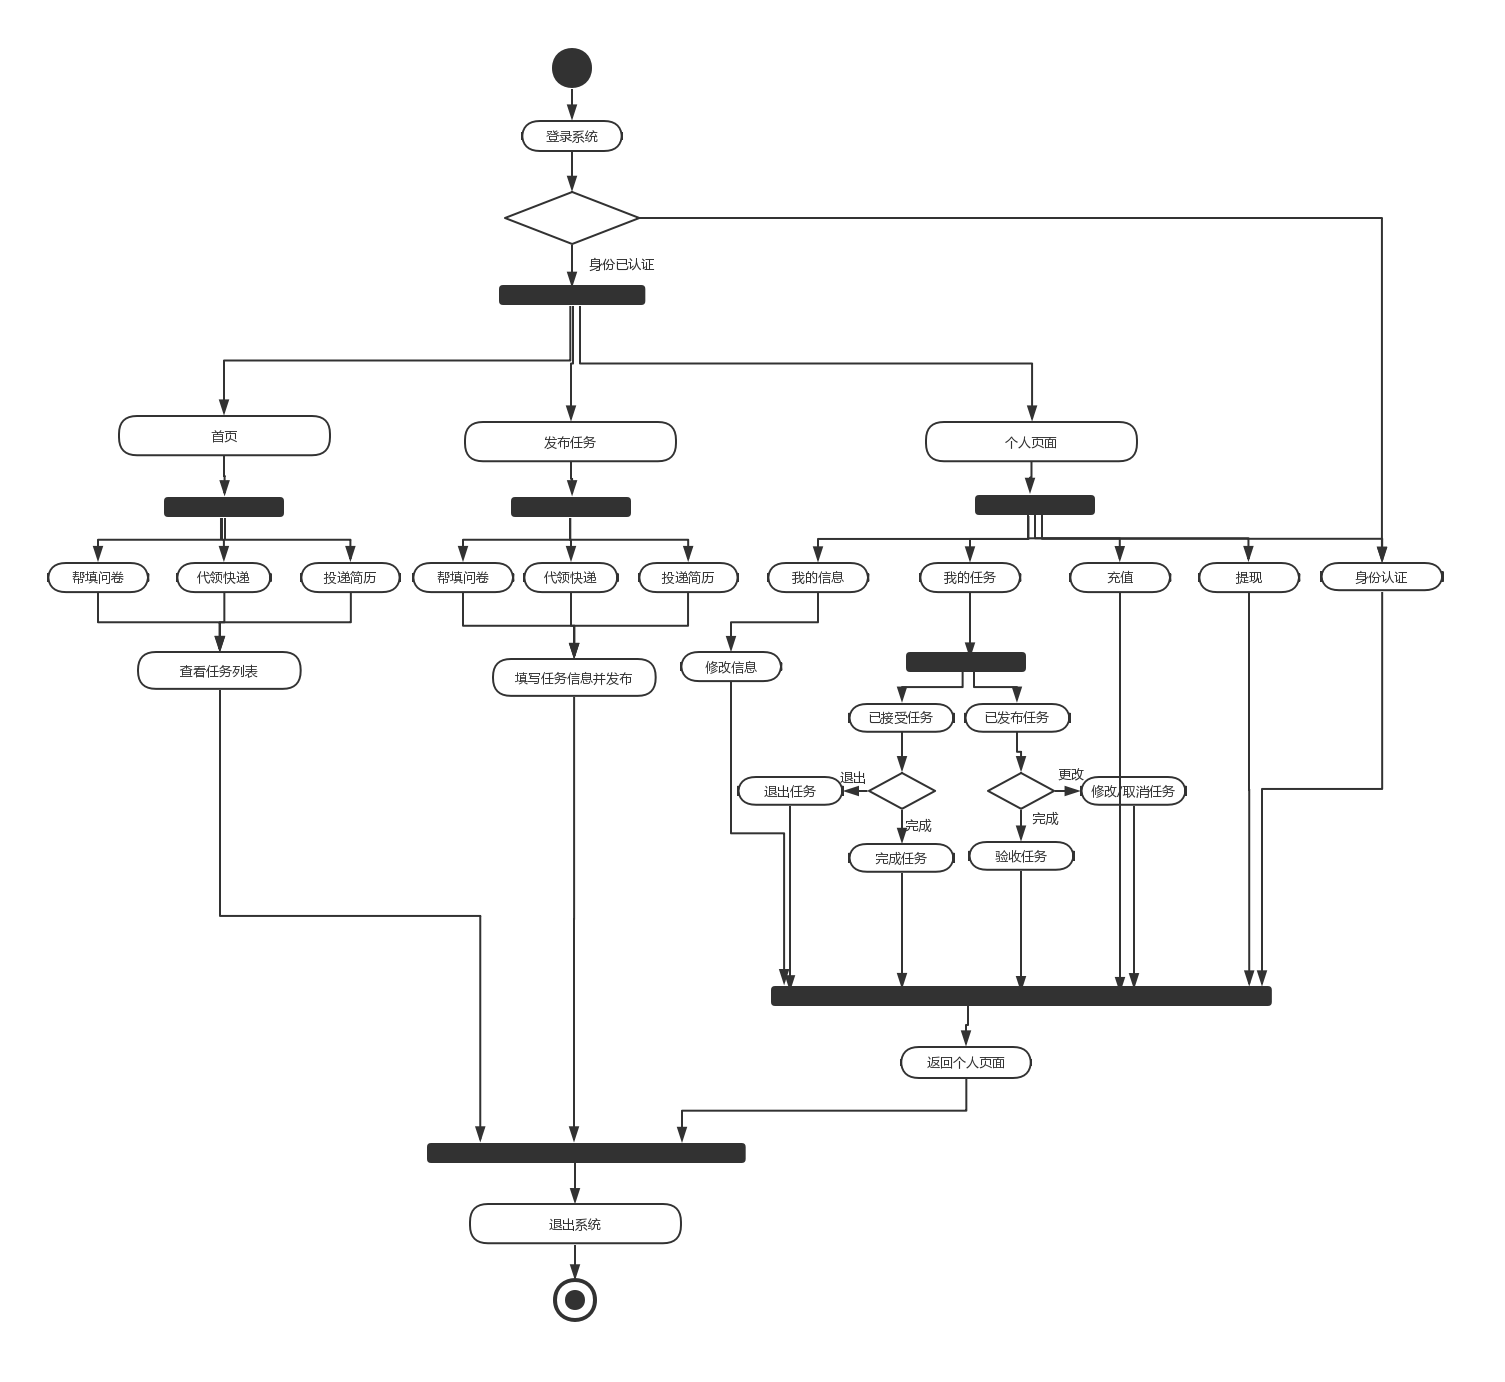 登录系统
身份已认证
首页
发布任务
个人页面
帮填问卷
代领快递
投递简历
帮填问卷
代领快递
投递简历
我的信息
我的任务
充值
提现
身份认证
查看任务列表
填写任务信息并发布
修改信息
已接受任务
已发布任务
退出
更改
退出任务
修改/取消任务
完成
完成
完成任务
验收任务
返回个人页面
退出系统